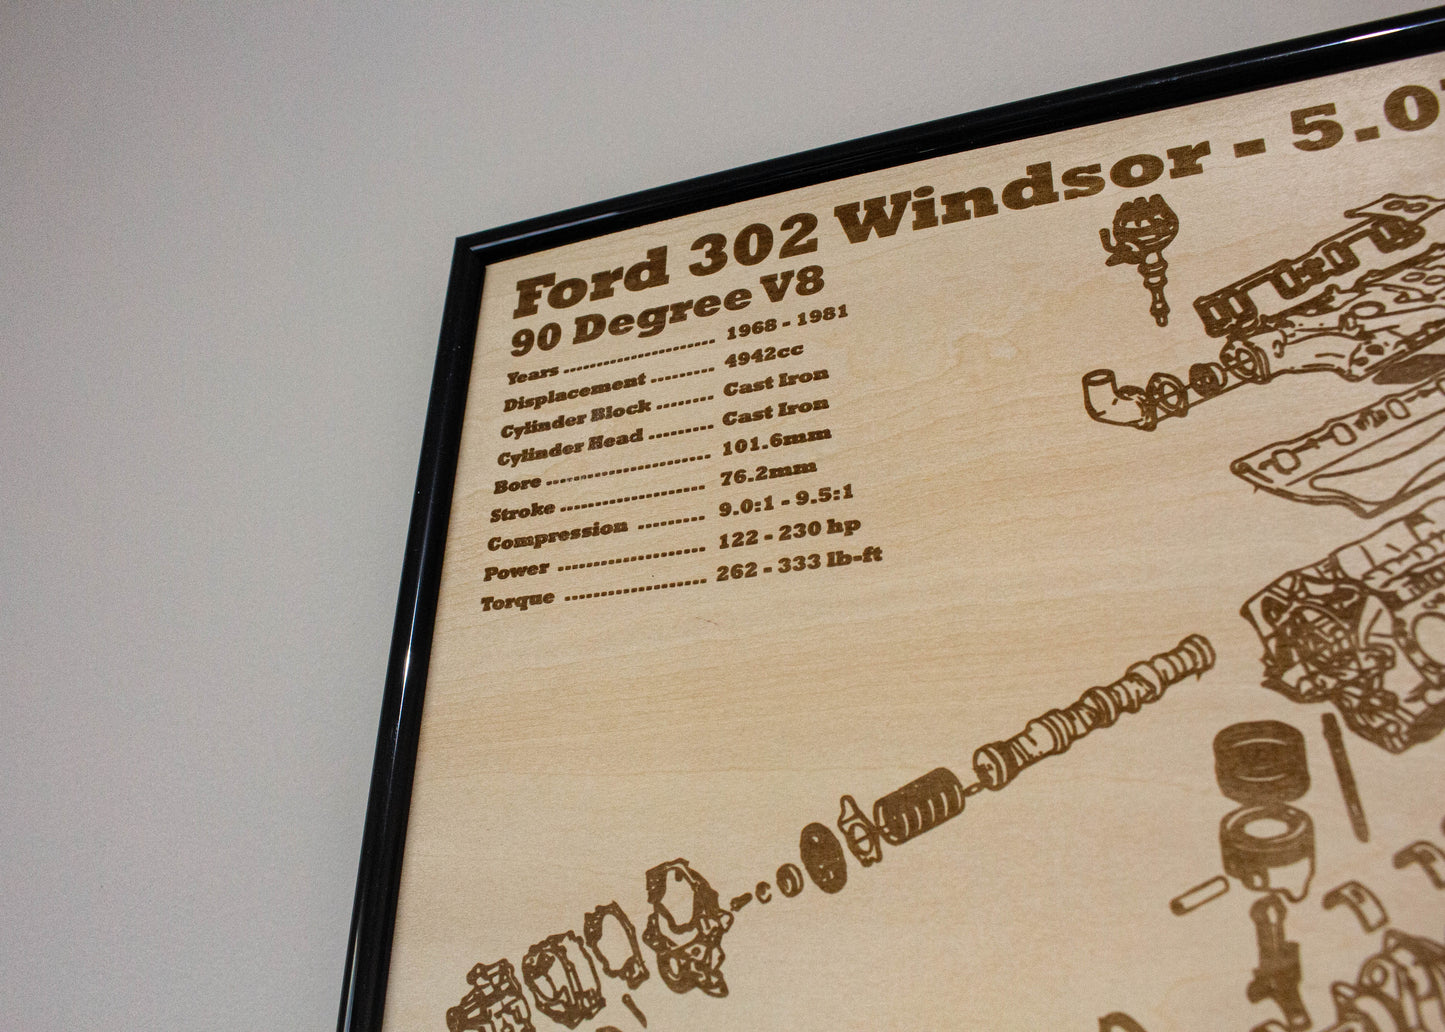 Ford 302 Windsor - 5.0
90 Degree V8
Years ........................ 1968 - 1981
Displacement .......... 4942cc
Cylinder Block ......... Cast Iron
Cylinder Head .......... Cast Iron
Bore .......................... 101.6mm
Stroke ....................... 76.2mm
Compression .......... 9.0:1 - 9.5:1
Power ....................... 122 - 230 hp
Torque ...................... 262 - 333 lb-ft